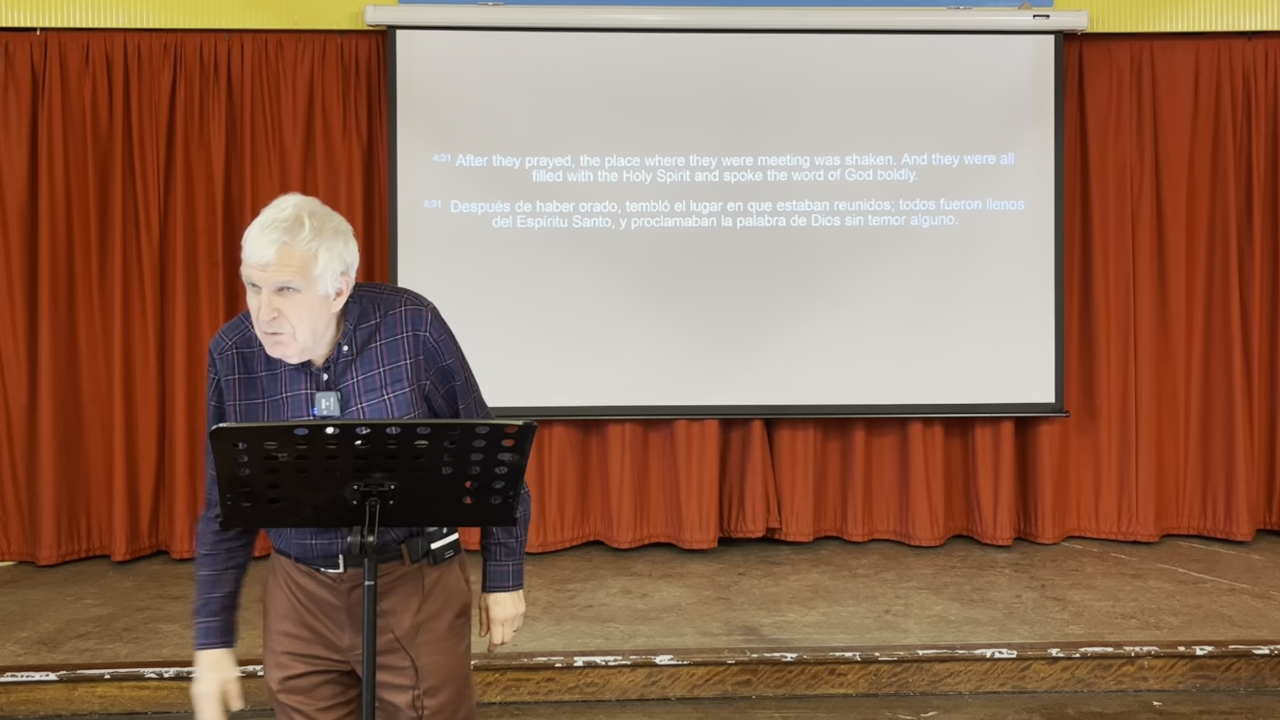 4:31 After they prayed, the place where they were meeting was shaken. And they were all
filled with the Holy Spirit and spoke the word of God boldly.
4:31 Después de haber orado, tembló el lugar en que estaban reunidos; todos fueron llenos
del Espíritu Santo, y proclamaban la palabra de Dios sin temor alguno.